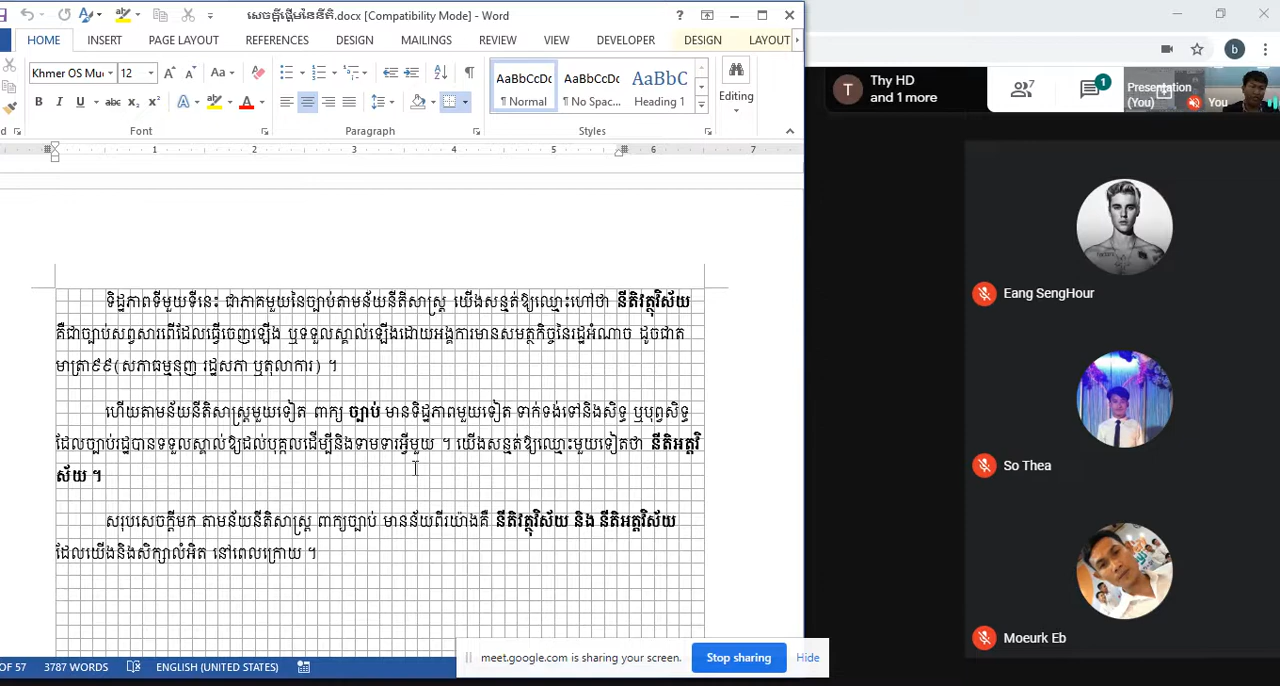 សេចក្តីផ្តើមនៃនីតិ.docx [Compatibility Mode] - Word
HOME INSERT PAGE LAYOUT REFERENCES DESIGN MAILINGS REVIEW VIEW DEVELOPER DESIGN LAYOUT
Khmer OS Mu 12
AaBbCcDc AaBbCcDc AaBbC
¶ Normal ¶ No Spac... Heading 1
Editing
Font Paragraph Styles
1 2 3 4 5 6 7
ទិដ្ឋភាពទីមួយទីនេះ ជាភាគមួយនៃច្បាប់តាមន័យនីតិសាស្ត្រ យើងសន្មត់ឱ្យឈ្មោះហៅថា នីតិវត្ថុវិស័យ
គឺជាច្បាប់សព្វសារពើដែលធ្វើចេញឡើង ឬទទួលស្គាល់ឡើងដោយអង្គការមានសមត្ថកិច្ចនៃរដ្ឋអំណាច ដូចជាត
មាត្រា៩៩(សភាធម្មនុញ រដ្ឋសភា ឬតុលាការ) ។
ហើយតាមន័យនីតិសាស្ត្រមួយទៀត ពាក្យ ច្បាប់ មានទិដ្ឋភាពមួយទៀត ទាក់ទង់ទៅនិងសិទ្ធ ឬបុព្វសិទ្ធ
ដែលច្បាប់រដ្ឋបានទទួលស្គាល់ឱ្យដល់បុគ្គលដើម្បីនិងទាមទារអ្វីមួយ ។ យើងសន្មត់ឱ្យឈ្មោះមួយទៀតថា នីតិអត្តវិ
ស័យ ។
សរុបសេចក្តីមក តាមន័យនីតិសាស្ត្រ ពាក្យច្បាប់ មានន័យពីរយ៉ាងគឺ នីតិវត្ថុវិស័យ និង នីតិអត្តវិស័យ
ដែលយើងនិងសិក្សាលំអិត នៅពេលក្រោយ ។
OF 57 3787 WORDS ENGLISH (UNITED STATES)
meet.google.com is sharing your screen. Stop sharing Hide
b
T Thy HD
and 1 more
7 1
Presentation
(You) You
Eang SengHour
So Thea
Moeurk Eb